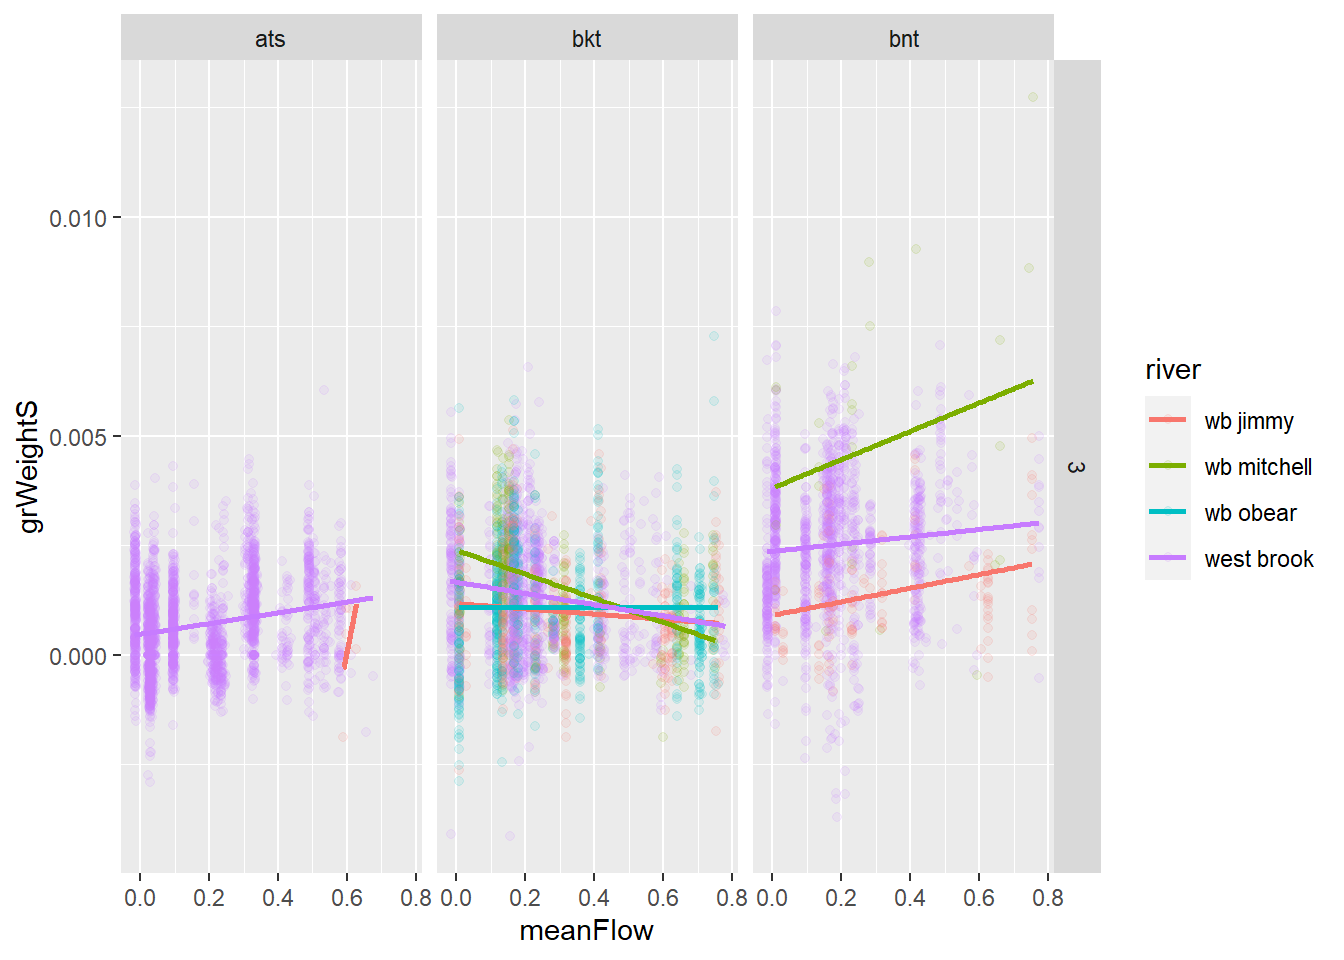 ats bkt bnt
3
grWeightS
0.010
0.005
0.000
0.0 0.2 0.4 0.6 0.8 0.0 0.2 0.4 0.6 0.8 0.0 0.2 0.4 0.6 0.8
meanFlow
river
wb jimmy
wb mitchell
wb obear
west brook